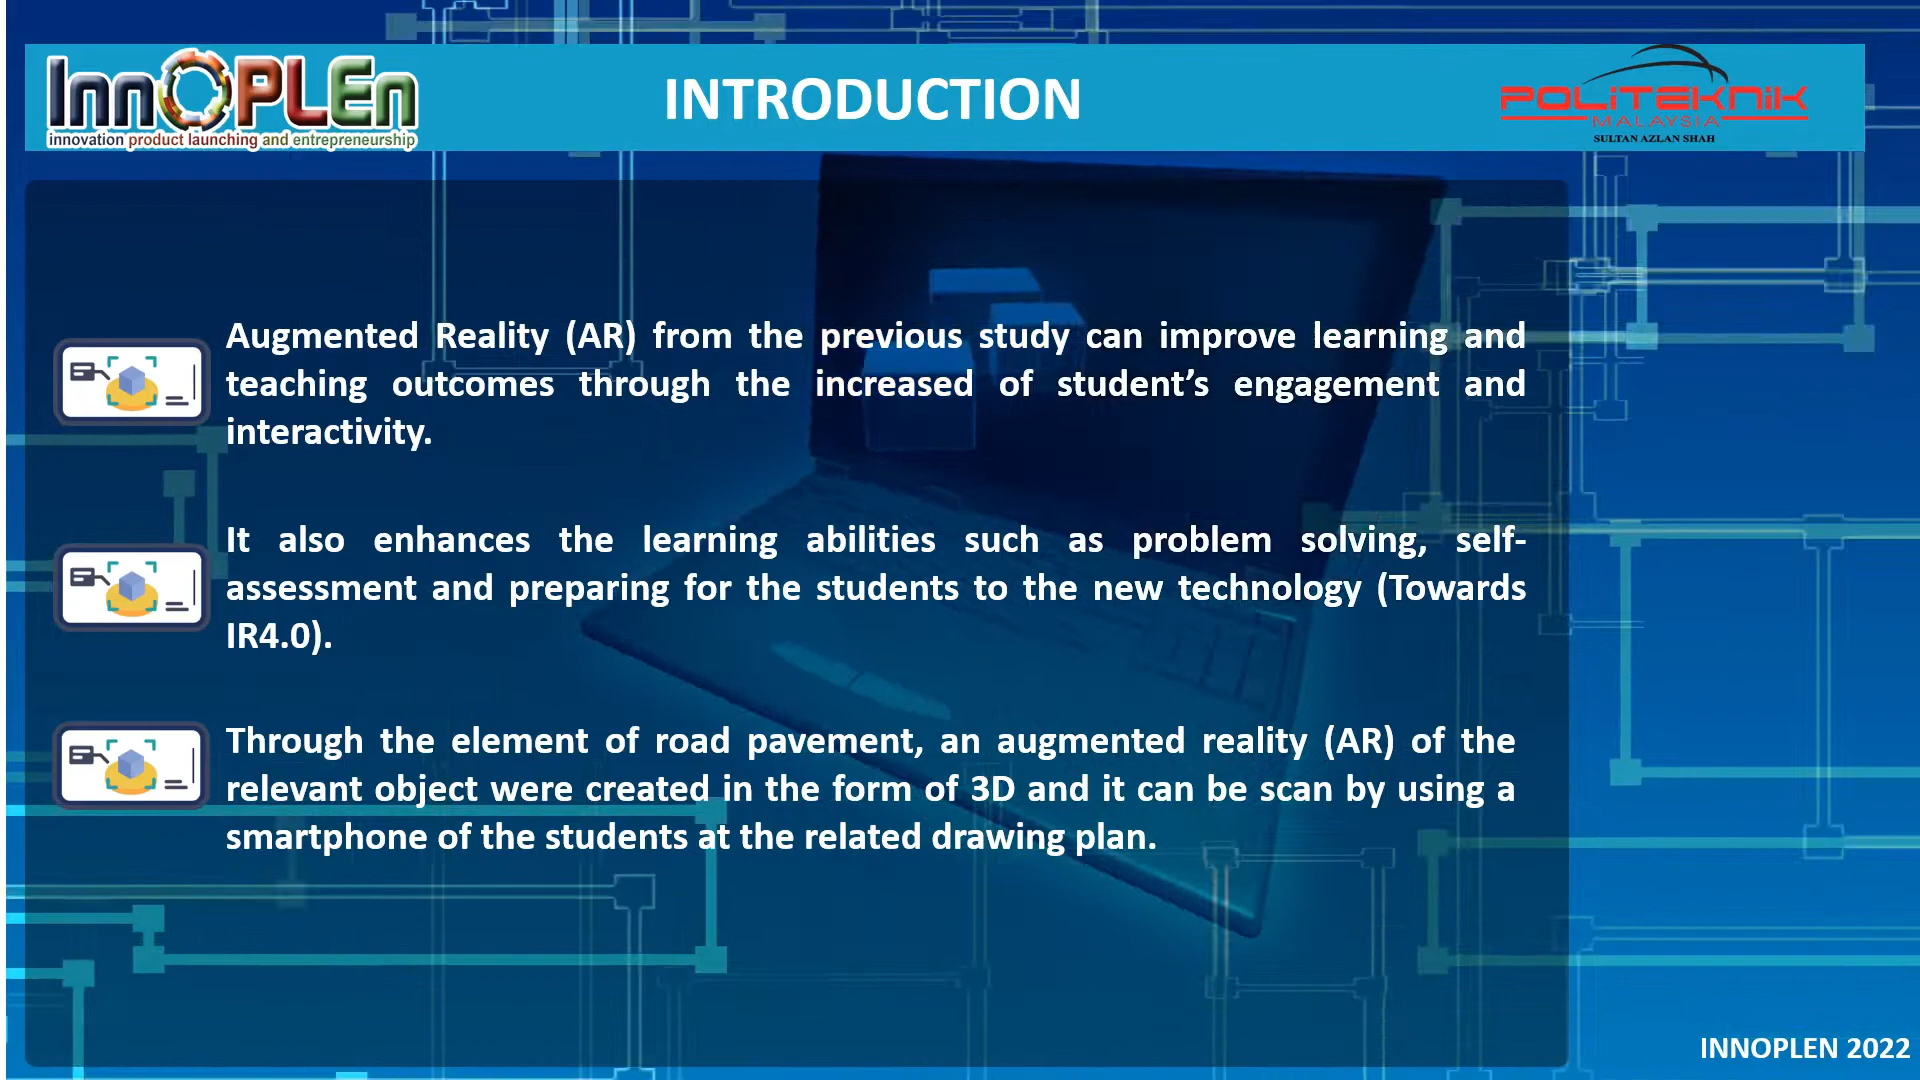 InnOPLEn
innovation product launching and entrepreneurship
INTRODUCTION
POLITEKNIK
MALAYSIA
SULTAN AZLAN SHAH
Augmented Reality (AR) from the previous study can improve learning and
teaching outcomes through the increased of student’s engagement and
interactivity.
It also enhances the learning abilities such as problem solving, self-
assessment and preparing for the students to the new technology (Towards
IR4.0).
Through the element of road pavement, an augmented reality (AR) of the
relevant object were created in the form of 3D and it can be scan by using a
smartphone of the students at the related drawing plan.
INNOPLEN 2022